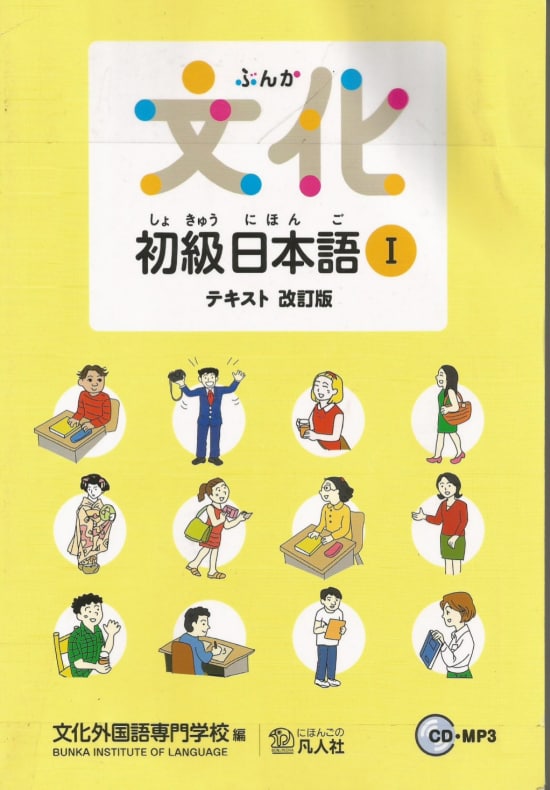 ぶんか
文化
しょ きゅう にほん ご
初級日本語 I
テキスト 改訂版
文化外国語専門学校 編
BUNKA INSTITUTE OF LANGUAGE
にほんごの
凡人社
CD・MP3